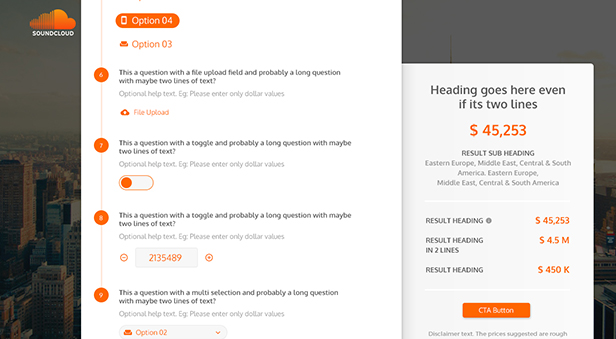 SOUNDCLOUD
Option 04
Option 03
6
This a question with a file upload field and probably a long question
with maybe two lines of text?
Optional help text. Eg: Please enter only dollar values
File Upload
7
This a question with a toggle and probably a long question with maybe
two lines of text?
Optional help text. Eg: Please enter only dollar values
8
This a question with a toggle and probably a long question with maybe
two lines of text?
Optional help text. Eg: Please enter only dollar values
2135489
9
This a question with a multi selection and probably a long question
with maybe two lines of text?
Optional help text. Eg: Please enter only dollar values
Option 02
Heading goes here even
if its two lines
$ 45,253
RESULT SUB HEADING
Eastern Europe, Middle East, Central & South
America. Eastern Europe,
Middle East, Central & South America
RESULT HEADING
$ 45,253
RESULT HEADING
IN 2 LINES
$ 4.5 M
RESULT HEADING
$ 450 K
CTA Button
Disclaimer text. The prices suggested are rough